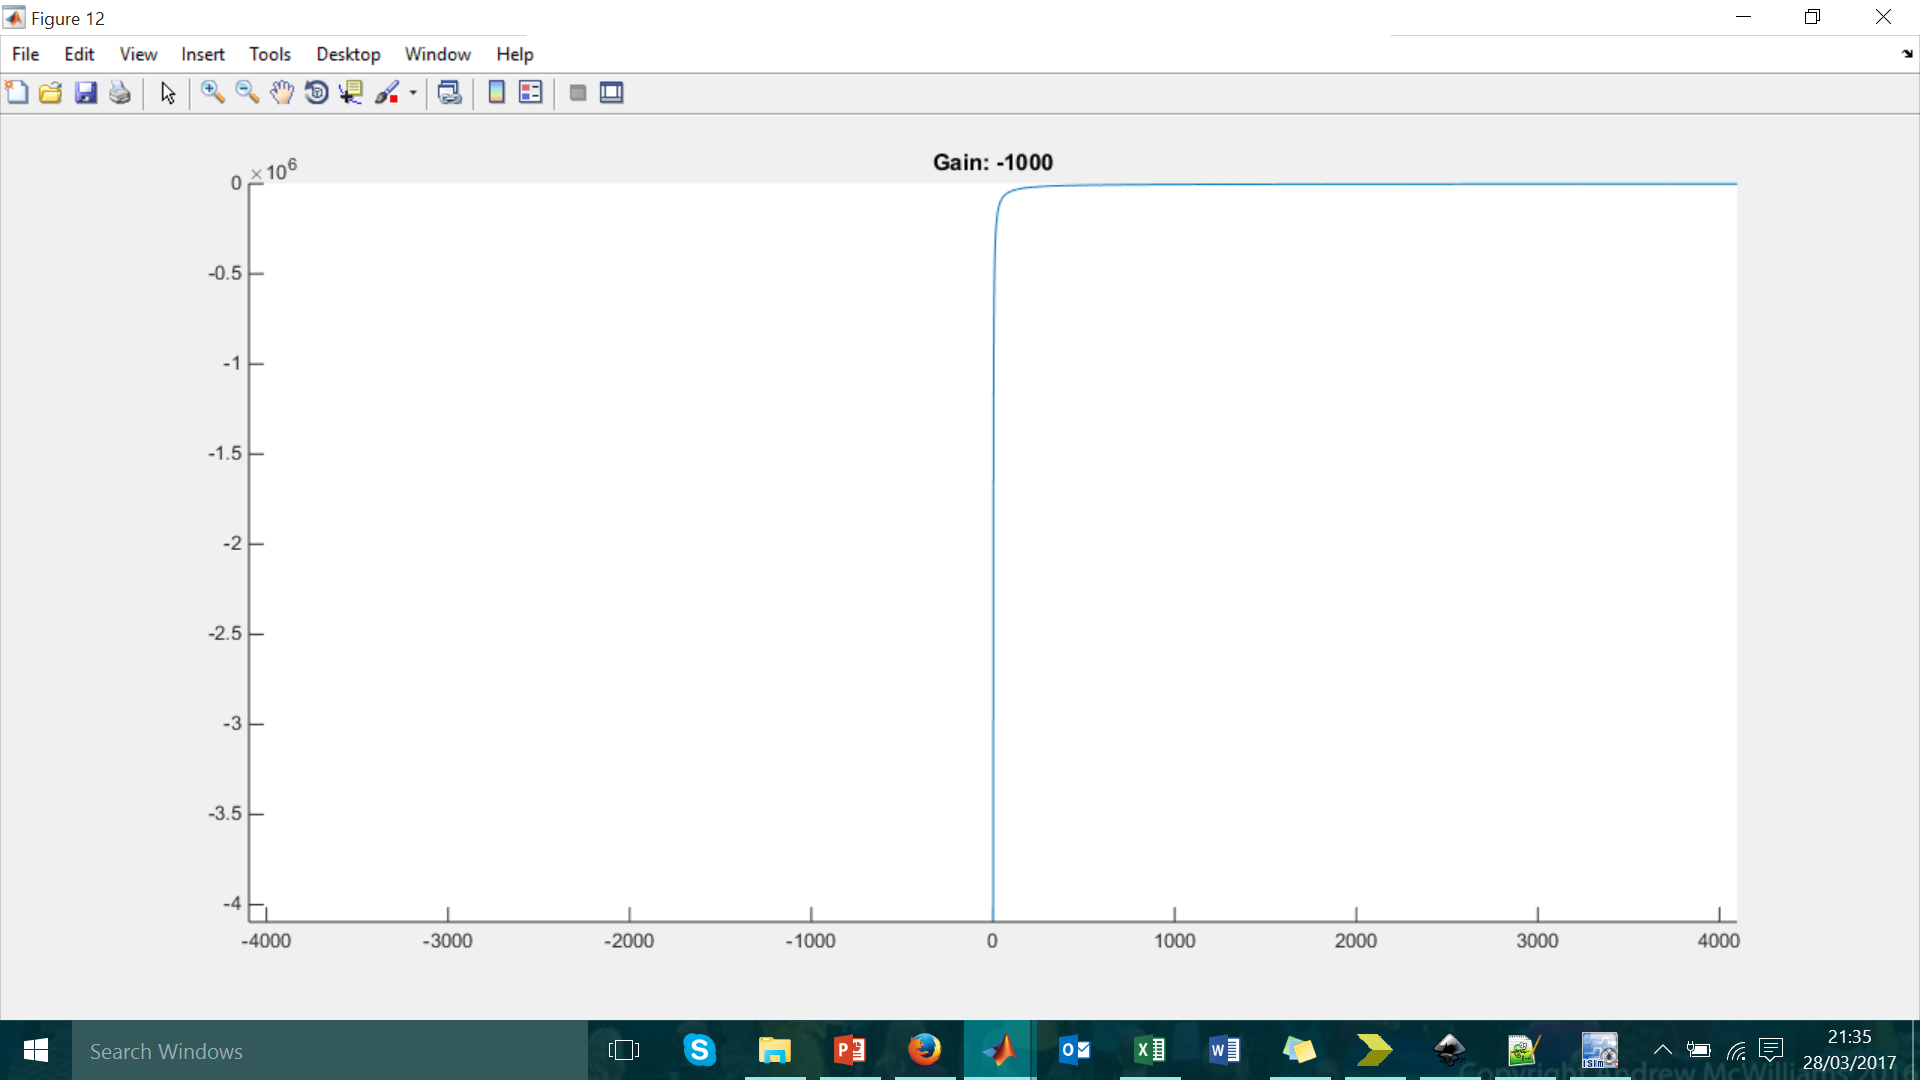 Figure 12
File Edit View Insert Tools Desktop Window Help
Gain: -1000
×10^6
0
-0.5
-1
-1.5
-2
-2.5
-3
-3.5
-4
-4000 -3000 -2000 -1000 0 1000 2000 3000 4000
Search Windows
21:35
28/03/2017